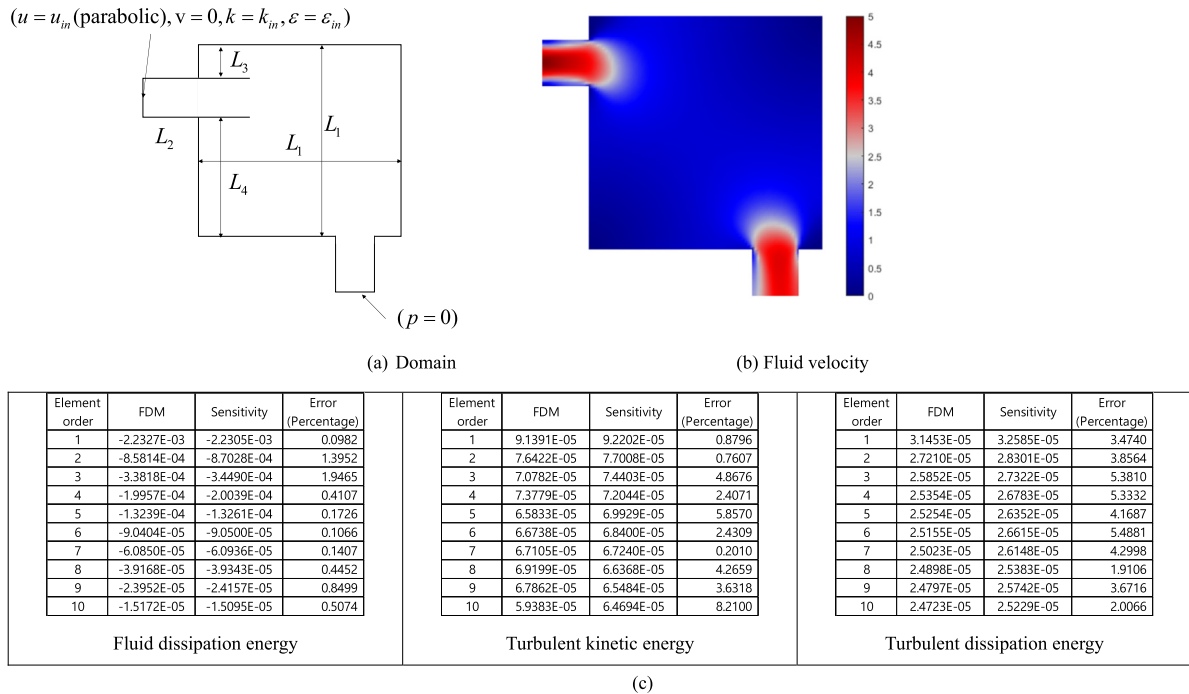 (u = u_in (parabolic), v = 0, k = k_in, ε = ε_in)
L_3
L_2
L_1
L_1
L_4
(p = 0)
(a) Domain
5
4.5
4
3.5
3
2.5
2
1.5
1
0.5
0
(b) Fluid velocity
Element order FDM Sensitivity Error (Percentage)
1 -2.2327E-03 -2.2305E-03 0.0982
2 -8.5814E-04 -8.7028E-04 1.3952
3 -3.3818E-04 -3.4490E-04 1.9465
4 -1.9957E-04 -2.0039E-04 0.4107
5 -1.3239E-04 -1.3261E-04 0.1726
6 -9.0404E-05 -9.0500E-05 0.1066
7 -6.0850E-05 -6.0936E-05 0.1407
8 -3.9168E-05 -3.9343E-05 0.4452
9 -2.3952E-05 -2.4157E-05 0.8499
10 -1.5172E-05 -1.5095E-05 0.5074
Fluid dissipation energy
Element order FDM Sensitivity Error (Percentage)
1 9.1391E-05 9.2202E-05 0.8796
2 7.6422E-05 7.7008E-05 0.7607
3 7.0782E-05 7.4403E-05 4.8676
4 7.3779E-05 7.2044E-05 2.4071
5 6.5833E-05 6.9929E-05 5.8570
6 6.6738E-05 6.8400E-05 2.4309
7 6.7105E-05 6.7240E-05 0.2010
8 6.9199E-05 6.6368E-05 4.2659
9 6.7862E-05 6.5484E-05 3.6318
10 5.9383E-05 6.4694E-05 8.2100
Turbulent kinetic energy
Element order FDM Sensitivity Error (Percentage)
1 3.1453E-05 3.2585E-05 3.4740
2 2.7210E-05 2.8301E-05 3.8564
3 2.5852E-05 2.7322E-05 5.3810
4 2.5354E-05 2.6783E-05 5.3332
5 2.5254E-05 2.6352E-05 4.1687
6 2.5155E-05 2.6615E-05 5.4881
7 2.5023E-05 2.6148E-05 4.2998
8 2.4898E-05 2.5383E-05 1.9106
9 2.4797E-05 2.5742E-05 3.6716
10 2.4723E-05 2.5229E-05 2.0066
Turbulent dissipation energy
(c)